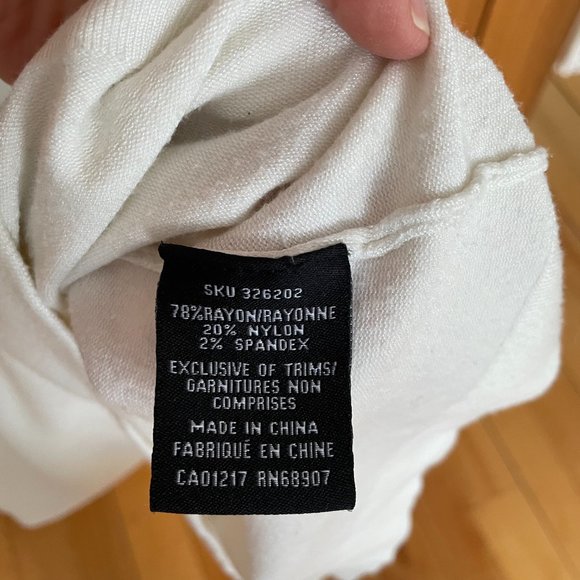 SKU 326202
78%RAYON/RAYONNE
20% NYLON
2% SPANDEX
EXCLUSIVE OF TRIMS/
GARNITURES NON
COMPRISES
MADE IN CHINA
FABRIQUÉ EN CHINE
CA01217 RN68907